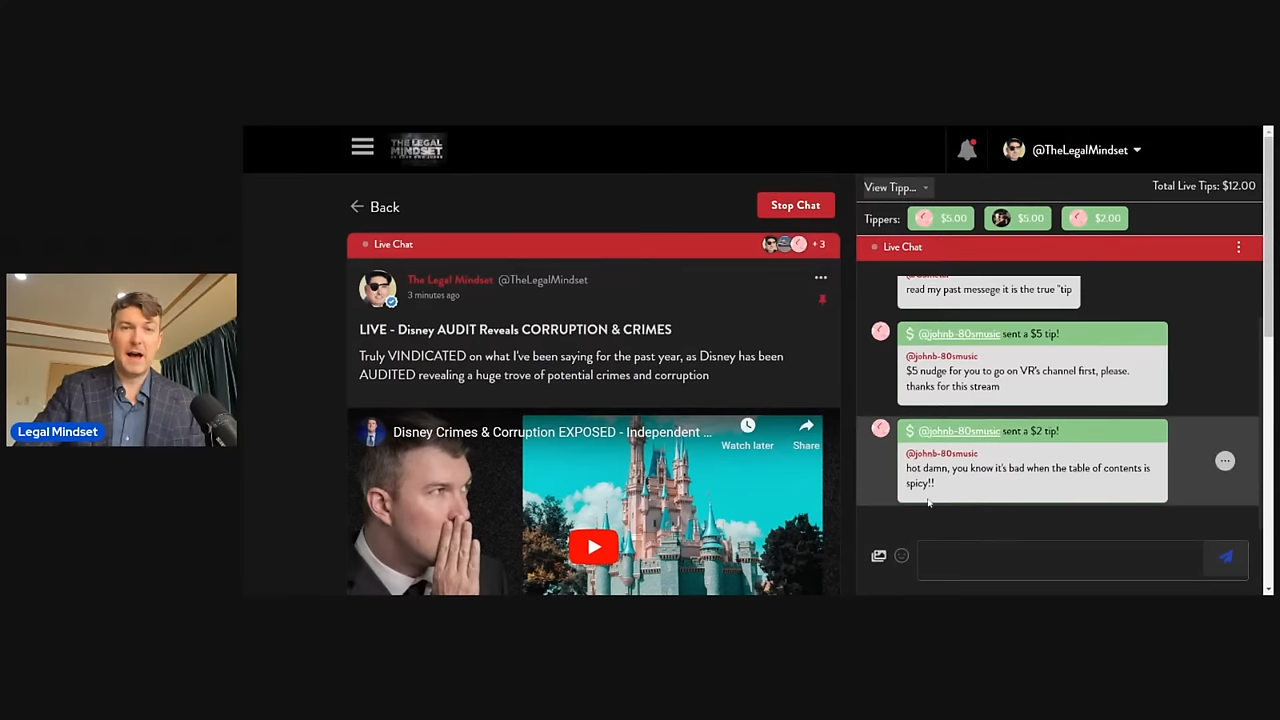 THE LEGAL
MINDSET
@TheLegalMindset
Back
Stop Chat
View Tipp...
Total Live Tips: $12.00
Tippers:
$5.00
$5.00
$2.00
Live Chat
+ 3
Live Chat
The Legal Mindset @TheLegalMindset
3 minutes ago
LIVE - Disney AUDIT Reveals CORRUPTION & CRIMES
Truly VINDICATED on what I've been saying for the past year, as Disney has been
AUDITED revealing a huge trove of potential crimes and corruption
Disney Crimes & Corruption EXPOSED - Independent ...
Watch later
Share
read my past messege it is the true "tip
$ @johnb-80smusic sent a $5 tip!
@johnb-80smusic
$5 nudge for you to go on VR's channel first, please.
thanks for this stream
$ @johnb-80smusic sent a $2 tip!
@johnb-80smusic
hot damn, you know it's bad when the table of contents is
spicy!!
Legal Mindset